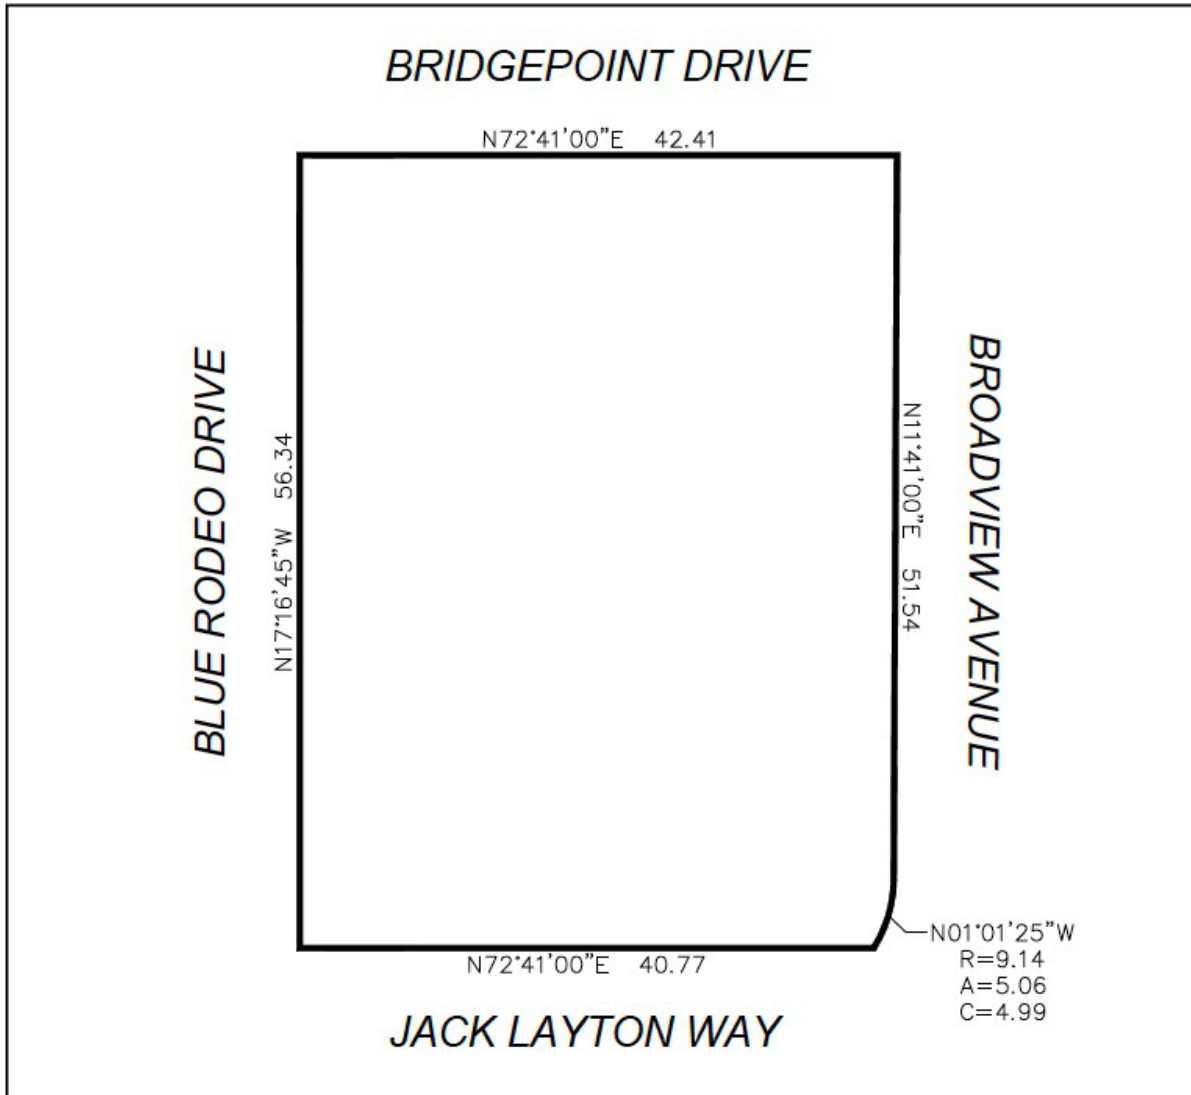 BRIDGEPOINT DRIVE
N72°41'00"E 42.41
BLUE RODEO DRIVE
N17°16'45"W 56.34
N11°41'00"E 51.54
BROADVIEW AVENUE
N01°01'25"W
R=9.14
A=5.06
C=4.99
N72°41'00"E 40.77
JACK LAYTON WAY